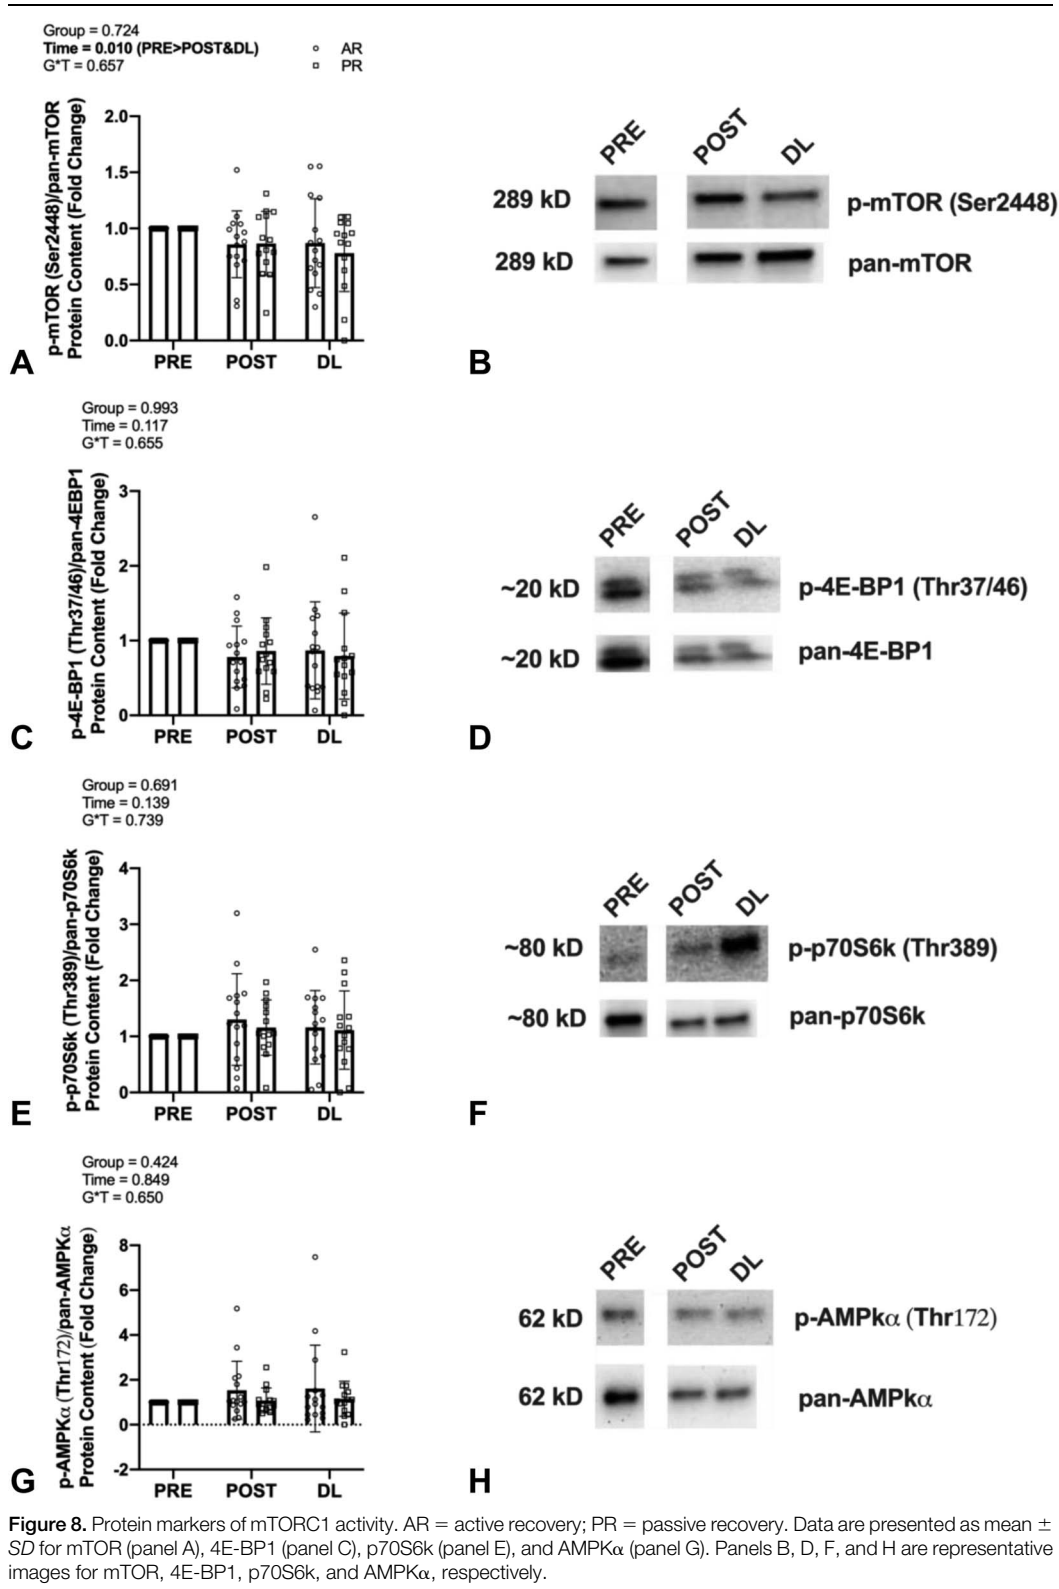 Group = 0.724
Time = 0.010 (PRE>POST&DL)
G*T = 0.657
AR
PR
p-mTOR (Ser2448)/pan-mTOR
Protein Content (Fold Change)
2.0
1.5
1.0
0.5
0.0
PRE POST DL
A
PRE POST DL
289 kD p-mTOR (Ser2448)
289 kD pan-mTOR
B
Group = 0.993
Time = 0.117
G*T = 0.655
p-4E-BP1 (Thr37/46)/pan-4EBP1
Protein Content (Fold Change)
3
2
1
0
PRE POST DL
C
PRE POST DL
~20 kD p-4E-BP1 (Thr37/46)
~20 kD pan-4E-BP1
D
Group = 0.691
Time = 0.139
G*T = 0.739
p-p70S6k (Thr389)/pan-p70S6k
Protein Content (Fold Change)
4
3
2
1
0
PRE POST DL
E
PRE POST DL
~80 kD p-p70S6k (Thr389)
~80 kD pan-p70S6k
F
Group = 0.424
Time = 0.849
G*T = 0.650
p-AMPKα (Thr172)/pan-AMPKα
Protein Content (Fold Change)
8
6
4
2
0
-2
PRE POST DL
G
PRE POST DL
62 kD p-AMPkα (Thr172)
62 kD pan-AMPkα
H
Figure 8. Protein markers of mTORC1 activity. AR = active recovery; PR = passive recovery. Data are presented as mean ±
SD for mTOR (panel A), 4E-BP1 (panel C), p70S6k (panel E), and AMPKα (panel G). Panels B, D, F, and H are representative
images for mTOR, 4E-BP1, p70S6k, and AMPKα, respectively.